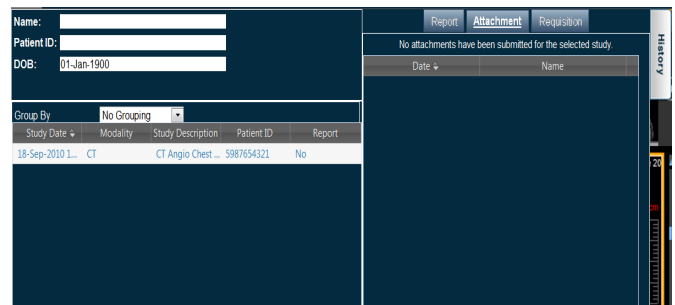 Name:
Patient ID:
DOB: 01-Jan-1900
Group By No Grouping
Study Date Modality Study Description Patient ID Report
18-Sep-2010 1... CT CT Angio Chest ... 5987654321 No
Report Attachment Requisition
No attachments have been submitted for the selected study.
Date Name
History
20
cm